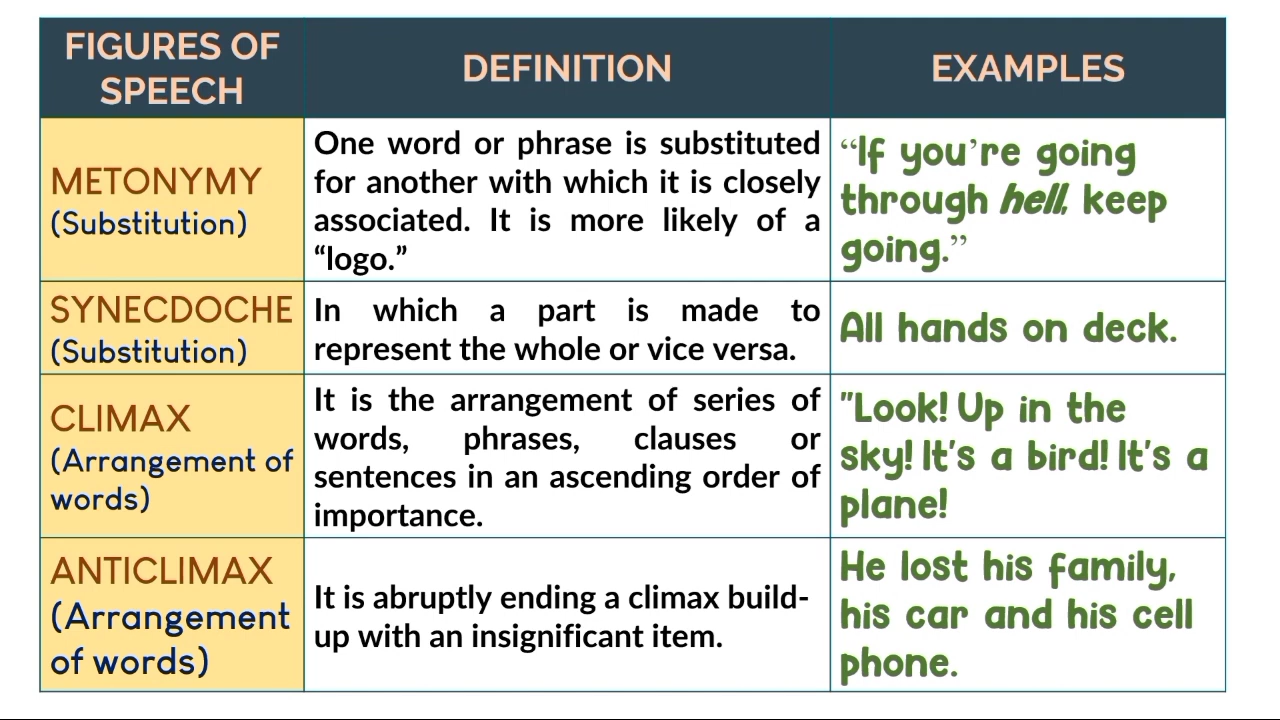 FIGURES OF
SPEECH
DEFINITION
EXAMPLES
METONYMY
(Substitution)
One word or phrase is substituted
for another with which it is closely
associated. It is more likely of a
“logo.”
“If you’re going
through hell, keep
going.”
SYNECDOCHE
(Substitution)
In which a part is made to
represent the whole or vice versa.
All hands on deck.
CLIMAX
(Arrangement of
words)
It is the arrangement of series of
words, phrases, clauses or
sentences in an ascending order of
importance.
"Look! Up in the
sky! It's a bird! It's a
plane!
ANTICLIMAX
(Arrangement
of words)
It is abruptly ending a climax build-
up with an insignificant item.
He lost his family,
his car and his cell
phone.